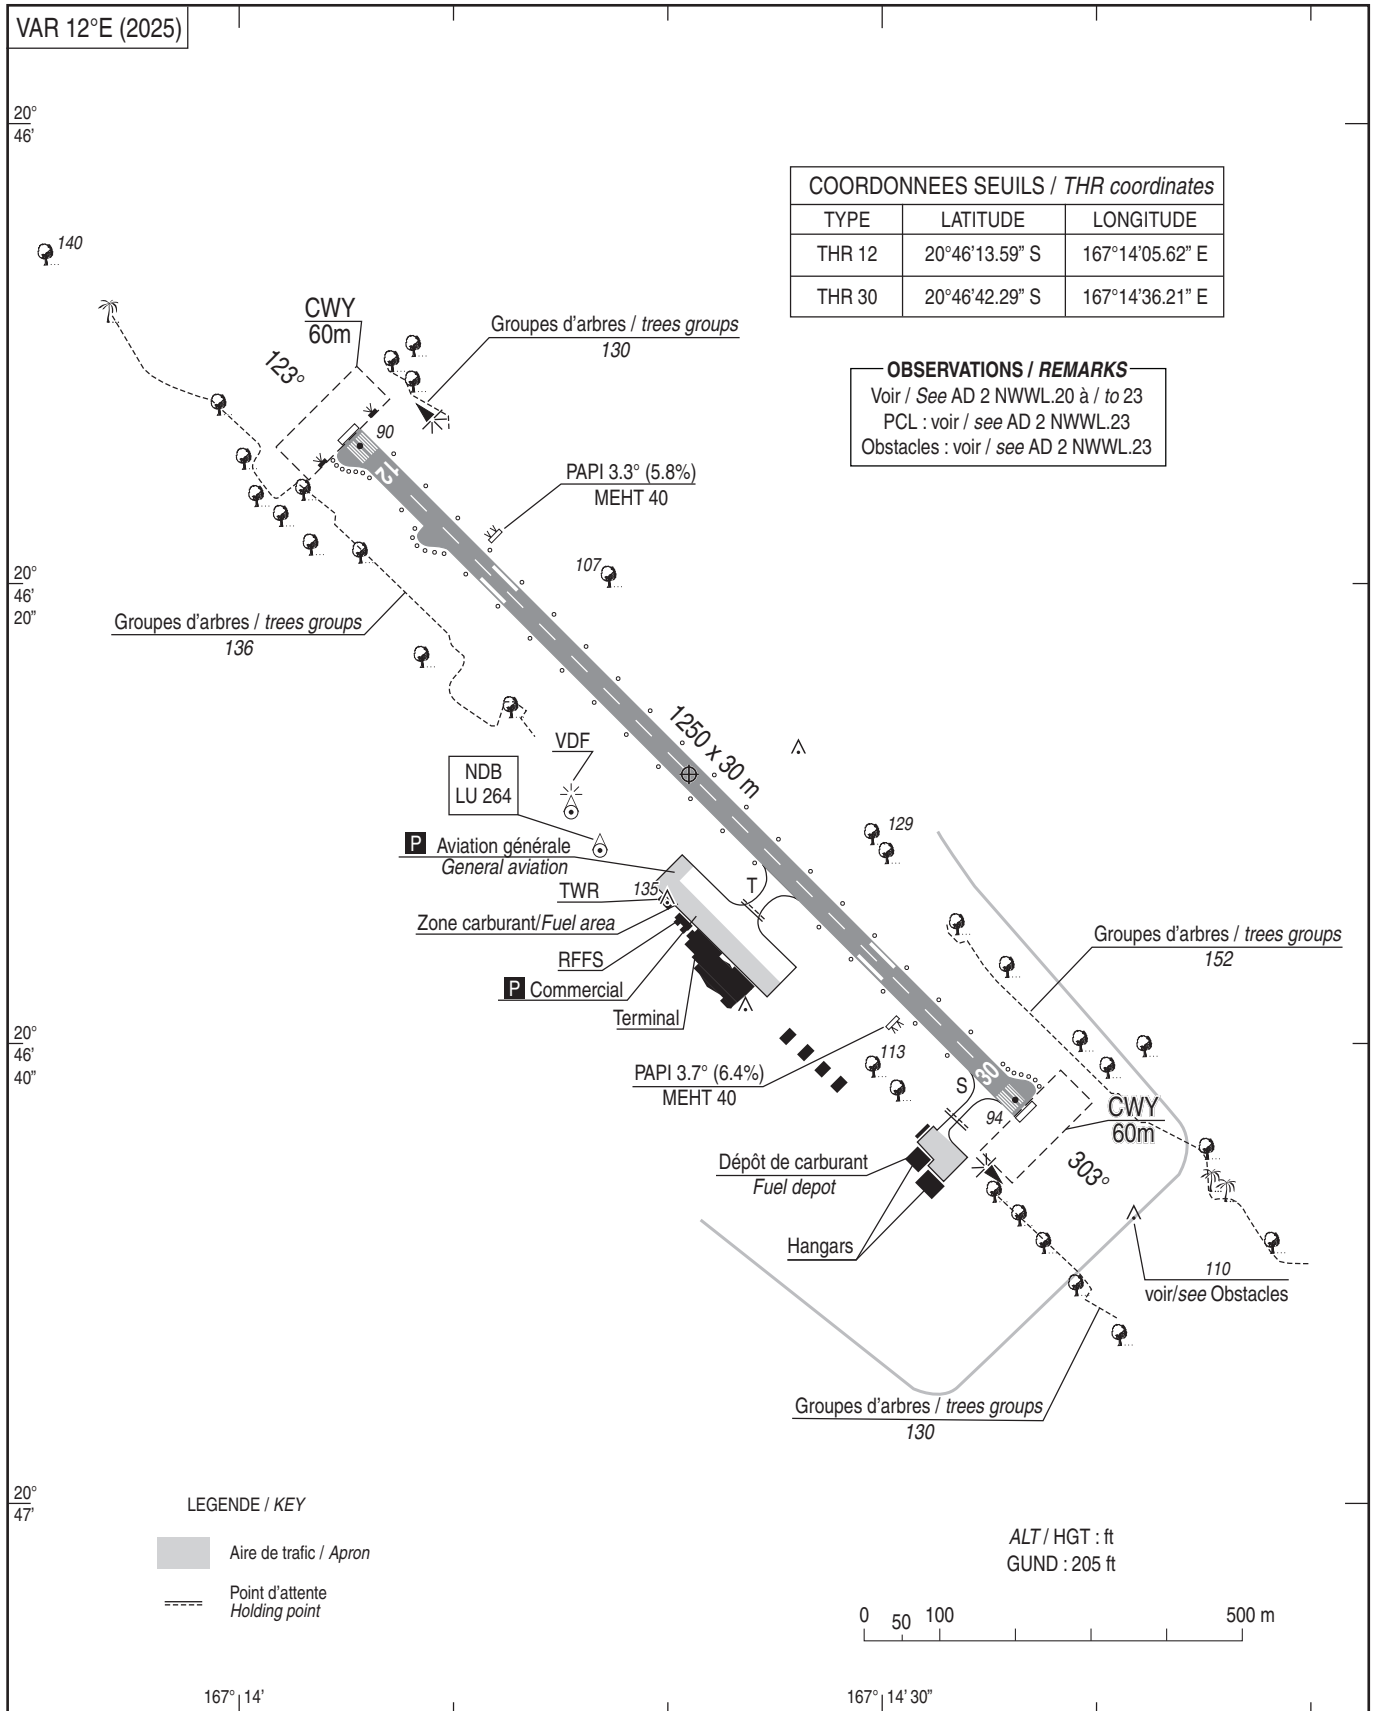 VAR 12°E (2025)
20°
46’
COORDONNEES SEUILS / THR coordinates
TYPE LATITUDE LONGITUDE
THR 12 20°46’13.59” S 167°14’05.62” E
THR 30 20°46’42.29” S 167°14’36.21” E
140
CWY
60m
123°
Groupes d’arbres / trees groups
130
OBSERVATIONS / REMARKS
Voir / See AD 2 NWWL.20 à / to 23
PCL : voir / see AD 2 NWWL.23
Obstacles : voir / see AD 2 NWWL.23
90
12
PAPI 3.3° (5.8%)
MEHT 40
107
20°
46’
20”
Groupes d’arbres / trees groups
136
1250 x 30 m
VDF
NDB
LU 264
129
P Aviation générale
General aviation
T
TWR
135
Zone carburant/Fuel area
RFFS
P Commercial
Terminal
Groupes d’arbres / trees groups
152
20°
46’
40”
113
PAPI 3.7° (6.4%)
MEHT 40
30
S
94
CWY
60m
303°
Dépôt de carburant
Fuel depot
Hangars
110
voir/see Obstacles
Groupes d’arbres / trees groups
130
20°
47’
LEGENDE / KEY
Aire de trafic / Apron
Point d’attente
Holding point
ALT / HGT : ft
GUND : 205 ft
0 50 100 500 m
167° 14’
167° 14’ 30”